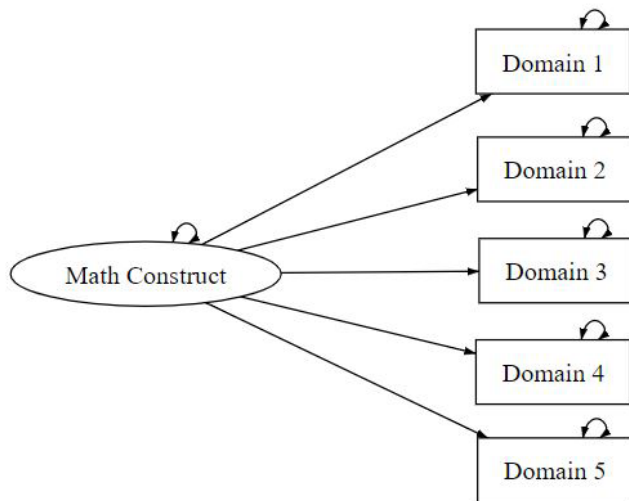 Domain 1
Domain 2
Math Construct
Domain 3
Domain 4
Domain 5